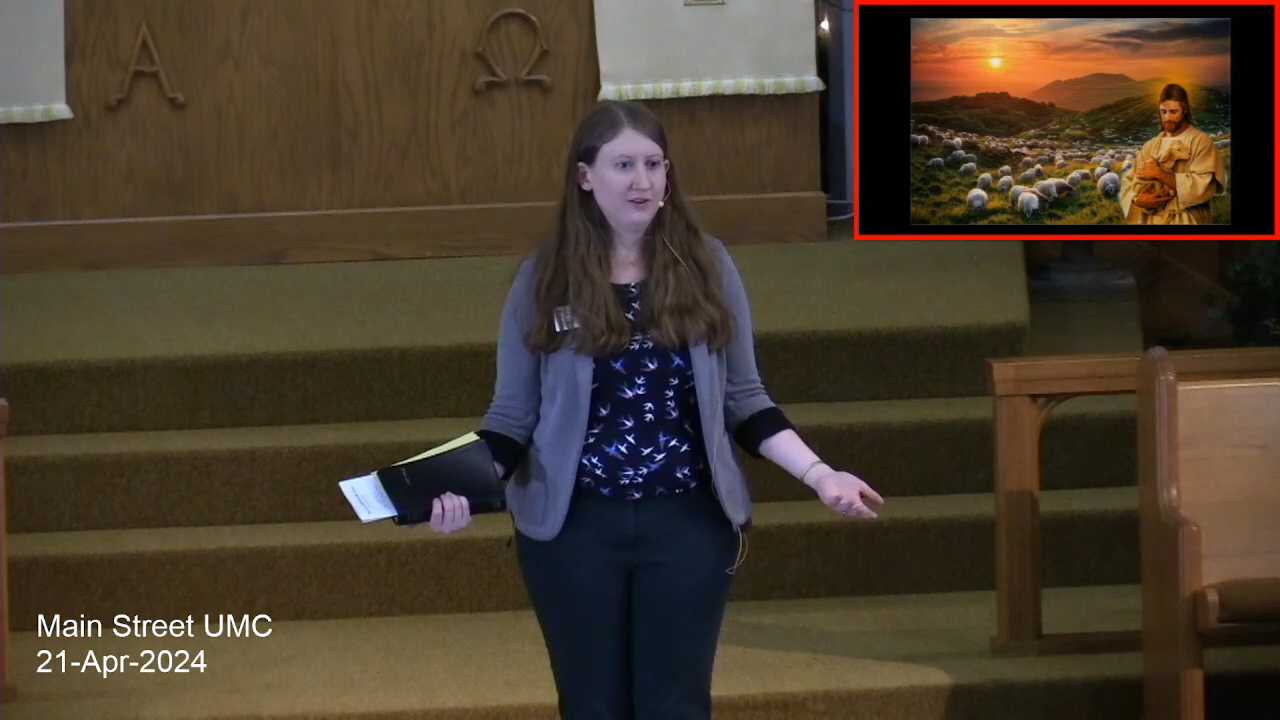 Α Ω
Main Street UMC
21-Apr-2024